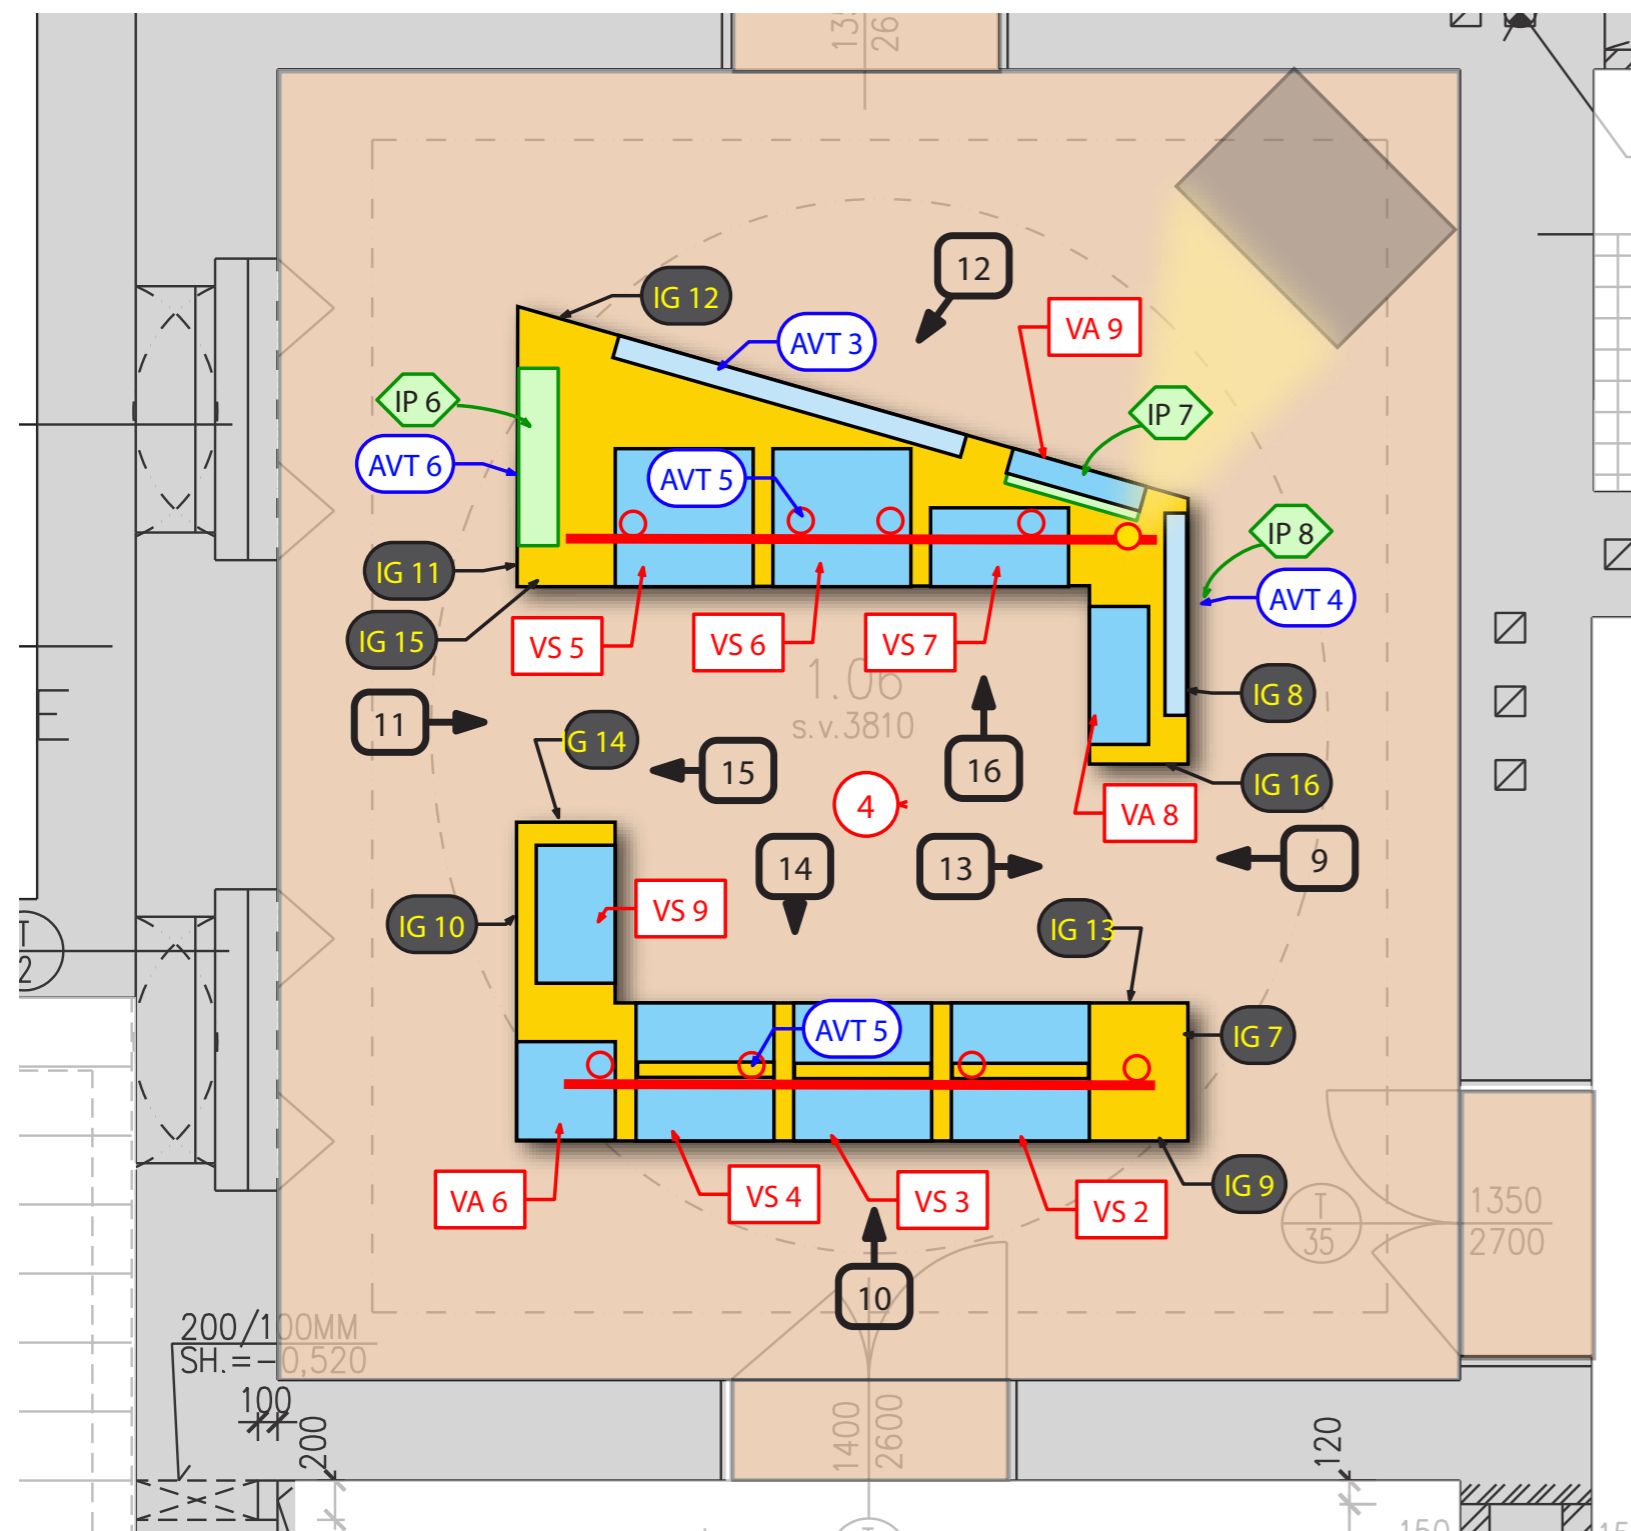 135
26
12
IG 12
VA 9
AVT 3
IP 6
IP 7
AVT 6
AVT 5
IP 8
IG 11
AVT 4
IG 15
VS 5
VS 6
VS 7
1.06
s.v.3810
IG 8
11
G 14
15
16
IG 16
4
VA 8
14
13
9
IG 10
VS 9
IG 13
T
2
AVT 5
IG 7
VA 6
VS 4
VS 3
VS 2
IG 9
T
35
1350
2700
10
200/100MM
SH.=-0,520
100
200
1400
2600
120
150
15
T
E